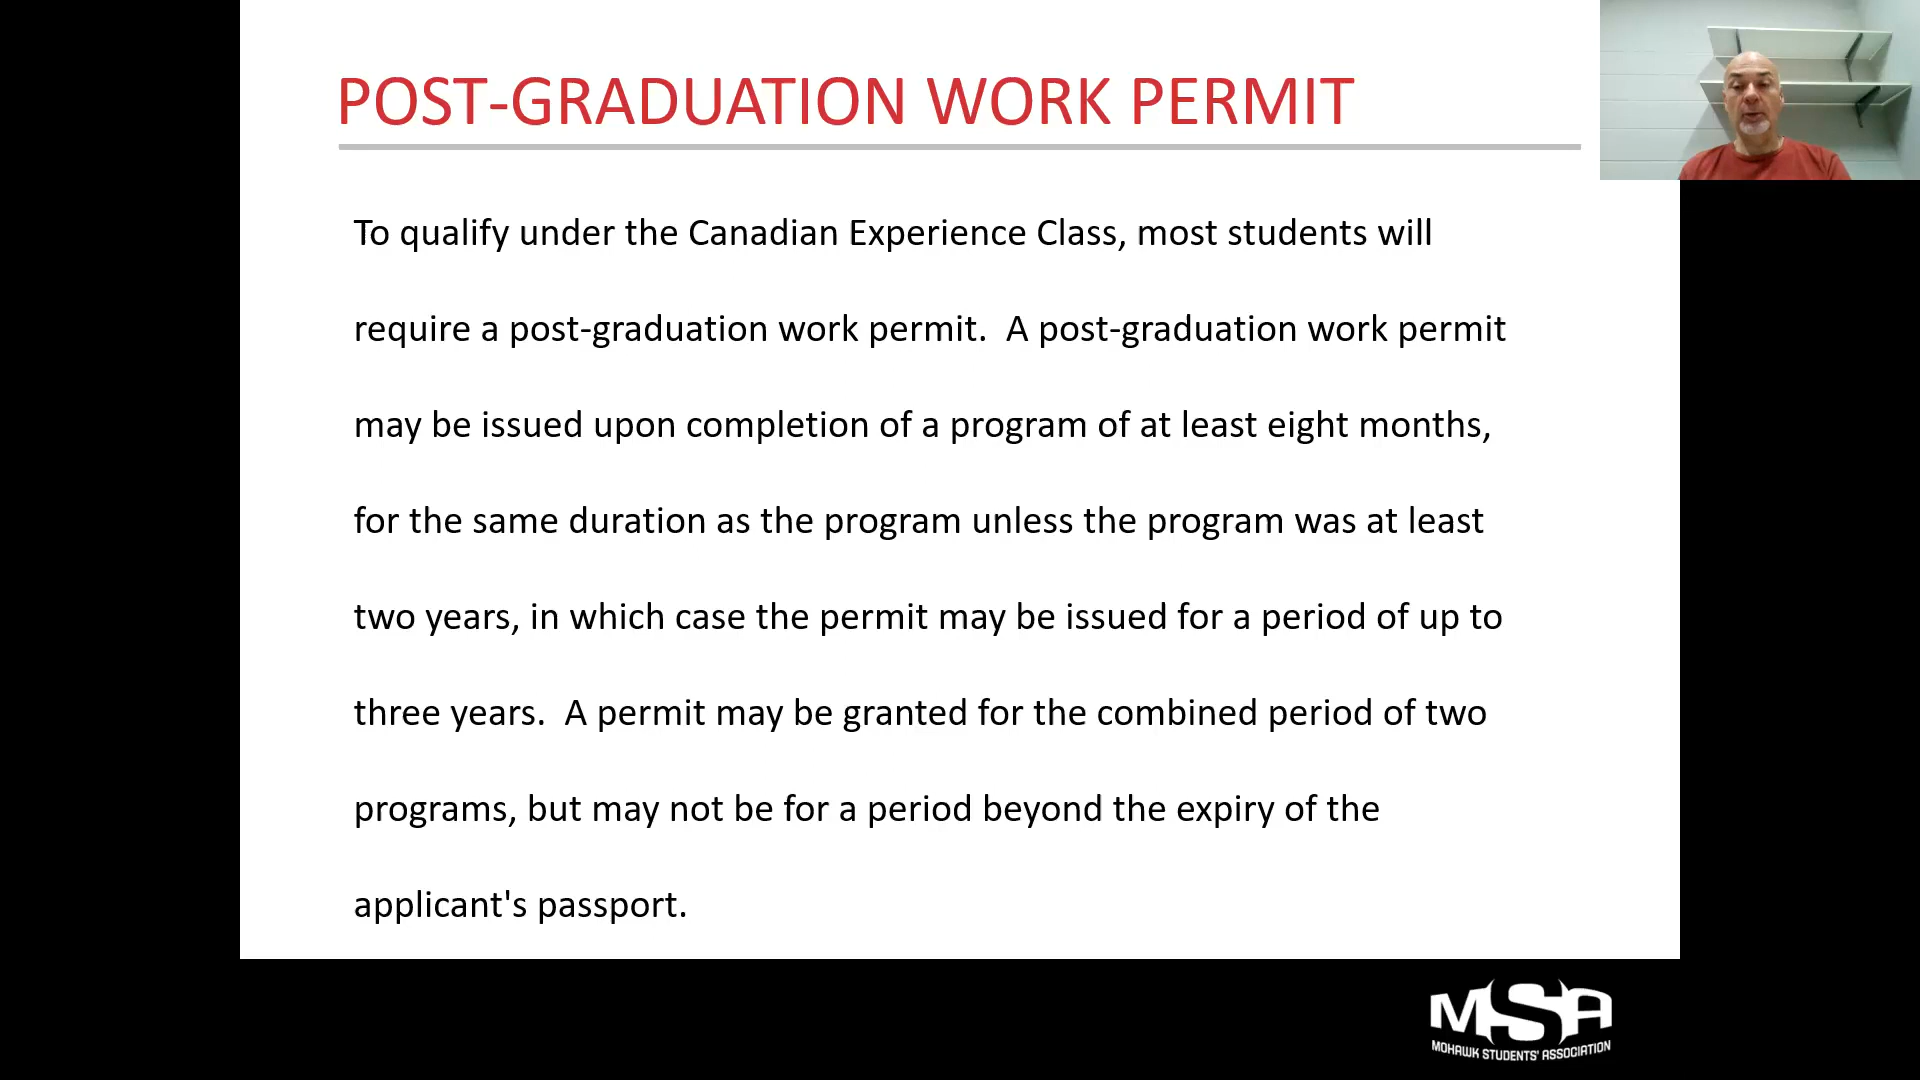 POST-GRADUATION WORK PERMIT
To qualify under the Canadian Experience Class, most students will
require a post-graduation work permit.  A post-graduation work permit
may be issued upon completion of a program of at least eight months,
for the same duration as the program unless the program was at least
two years, in which case the permit may be issued for a period of up to
three years.  A permit may be granted for the combined period of two
programs, but may not be for a period beyond the expiry of the
applicant's passport.
MSA
MOHAWK STUDENTS' ASSOCIATION